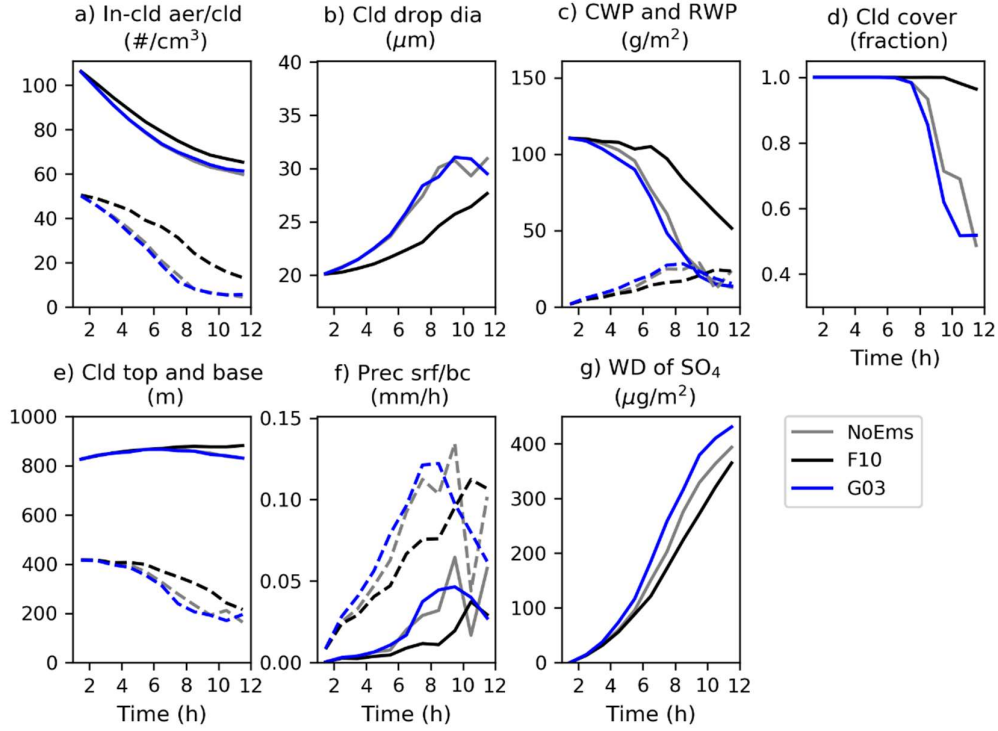 a) In-cld aer/cld
(#/cm³)
100
80
60
40
20
0
2 4 6 8 10 12
b) Cld drop dia
(μm)
40
35
30
25
20
2 4 6 8 10 12
c) CWP and RWP
(g/m²)
150
100
50
0
2 4 6 8 10 12
d) Cld cover
(fraction)
1.0
0.8
0.6
0.4
2 4 6 8 10 12
Time (h)
e) Cld top and base
(m)
1000
800
600
400
200
0
2 4 6 8 10 12
Time (h)
f) Prec srf/bc
(mm/h)
0.15
0.10
0.05
0.00
2 4 6 8 10 12
Time (h)
g) WD of SO₄
(μg/m²)
400
300
200
100
0
2 4 6 8 10 12
Time (h)
NoEms
F10
G03